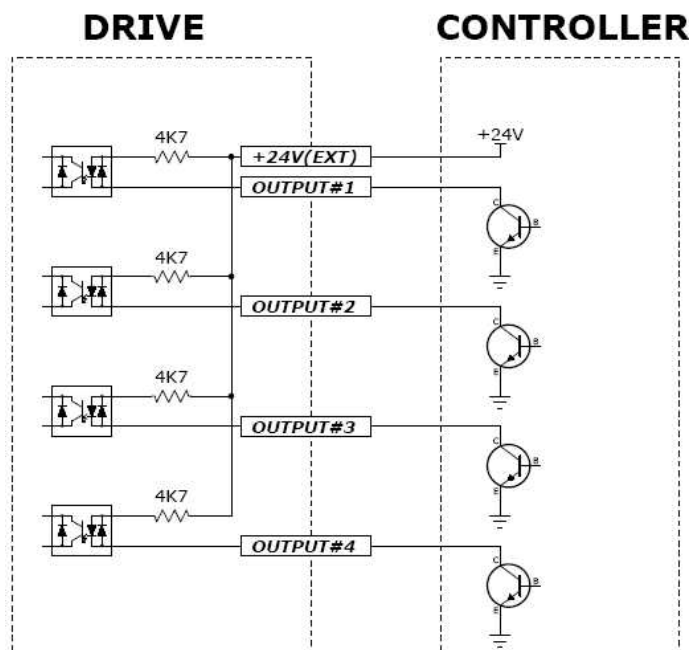 DRIVE CONTROLLER
4K7 +24V(EXT) +24V
OUTPUT#1
C
B
E
4K7
OUTPUT#2
C
B
E
4K7
OUTPUT#3
C
B
E
4K7
OUTPUT#4
C
B
E